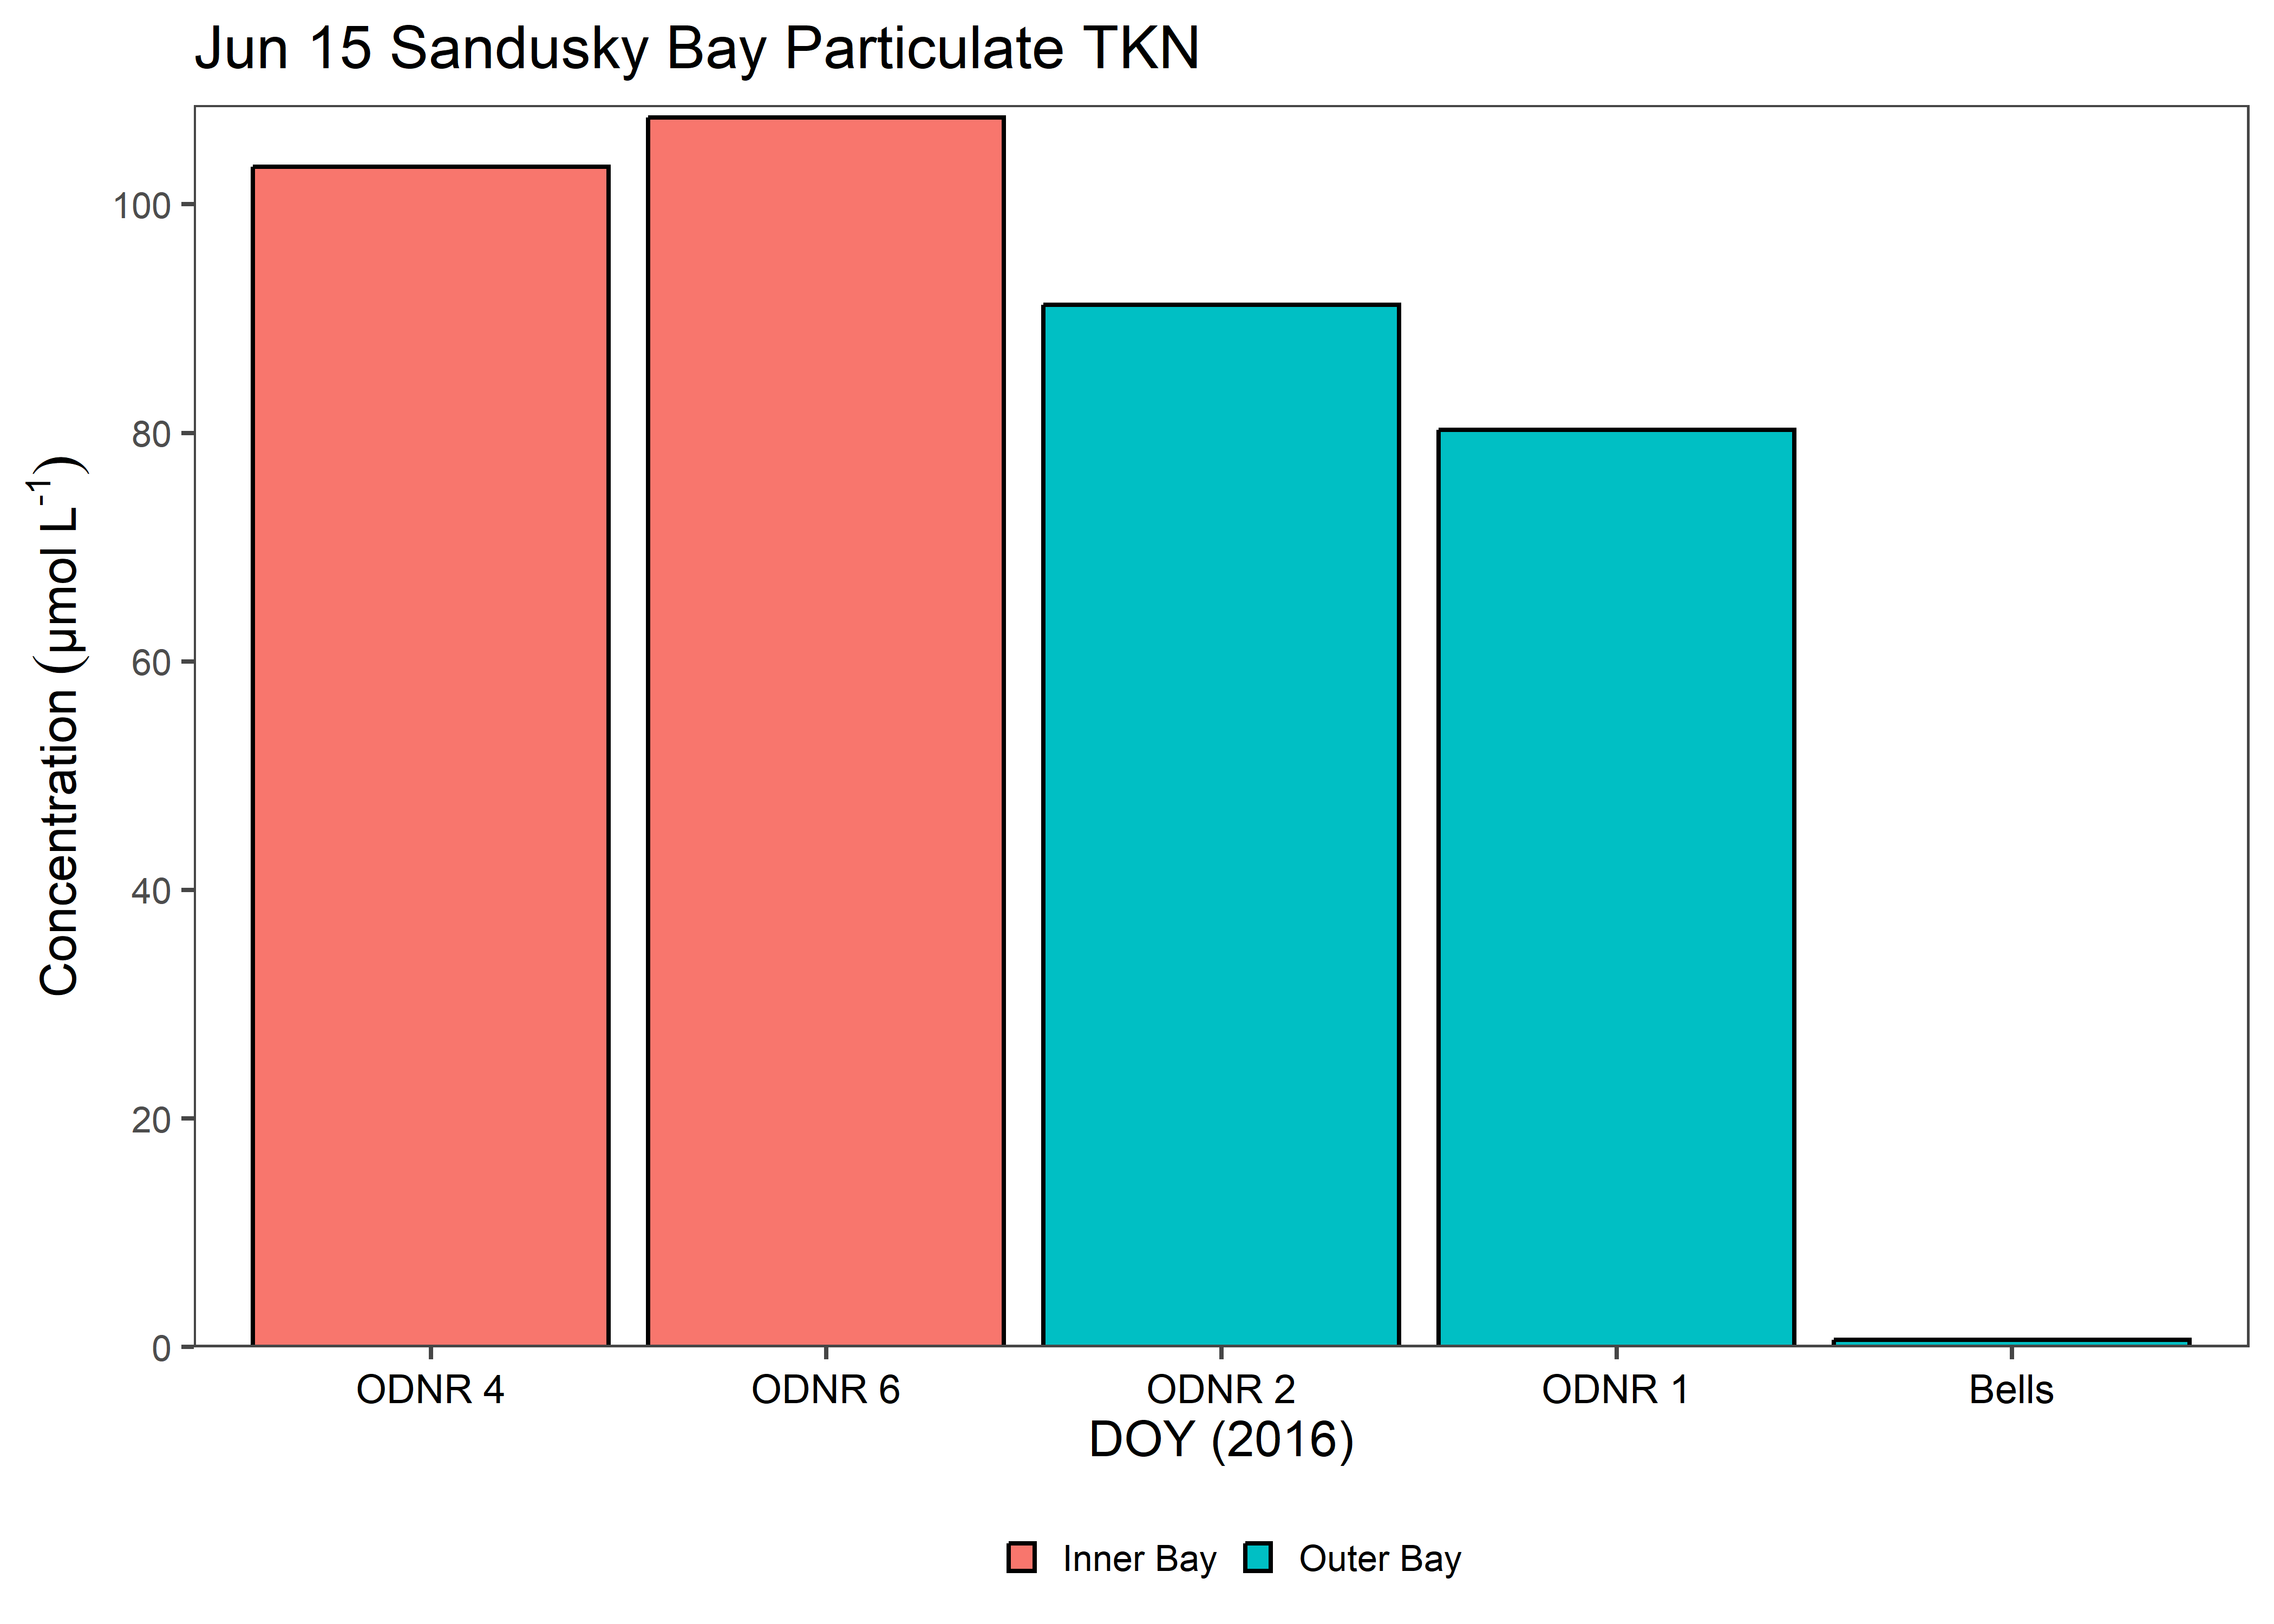 Jun 15 Sandusky Bay Particulate TKN
Concentration (µmol L⁻¹)
100
80
60
40
20
0
ODNR 4 ODNR 6 ODNR 2 ODNR 1 Bells
DOY (2016)
Inner Bay Outer Bay